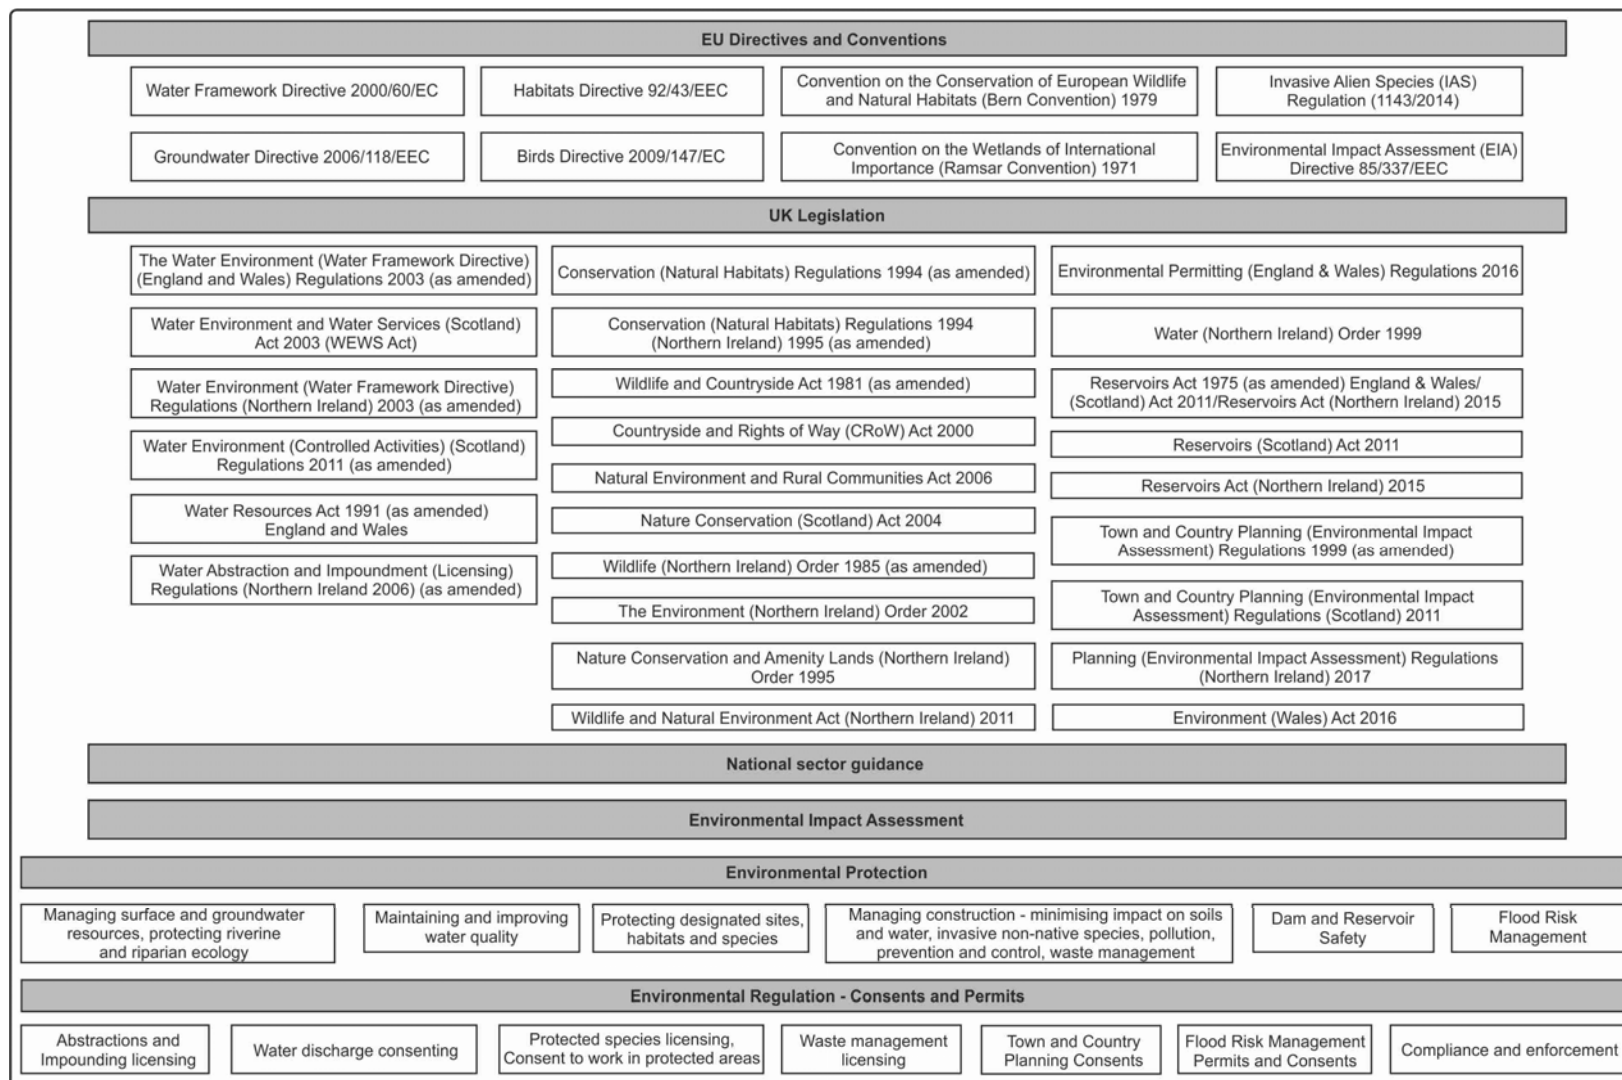 EU Directives and Conventions
Water Framework Directive 2000/60/EC
Habitats Directive 92/43/EEC
Convention on the Conservation of European Wildlife
and Natural Habitats (Bern Convention) 1979
Invasive Alien Species (IAS)
Regulation (1143/2014)
Groundwater Directive 2006/118/EEC
Birds Directive 2009/147/EC
Convention on the Wetlands of International
Importance (Ramsar Convention) 1971
Environmental Impact Assessment (EIA)
Directive 85/337/EEC
UK Legislation
The Water Environment (Water Framework Directive)
(England and Wales) Regulations 2003 (as amended)
Water Environment and Water Services (Scotland)
Act 2003 (WEWS Act)
Water Environment (Water Framework Directive)
Regulations (Northern Ireland) 2003 (as amended)
Water Environment (Controlled Activities) (Scotland)
Regulations 2011 (as amended)
Water Resources Act 1991 (as amended)
England and Wales
Water Abstraction and Impoundment (Licensing)
Regulations (Northern Ireland 2006) (as amended)
Conservation (Natural Habitats) Regulations 1994 (as amended)
Conservation (Natural Habitats) Regulations 1994
(Northern Ireland) 1995 (as amended)
Wildlife and Countryside Act 1981 (as amended)
Countryside and Rights of Way (CRoW) Act 2000
Natural Environment and Rural Communities Act 2006
Nature Conservation (Scotland) Act 2004
Wildlife (Northern Ireland) Order 1985 (as amended)
The Environment (Northern Ireland) Order 2002
Nature Conservation and Amenity Lands (Northern Ireland)
Order 1995
Wildlife and Natural Environment Act (Northern Ireland) 2011
Environmental Permitting (England & Wales) Regulations 2016
Water (Northern Ireland) Order 1999
Reservoirs Act 1975 (as amended) England & Wales/
(Scotland) Act 2011/Reservoirs Act (Northern Ireland) 2015
Reservoirs (Scotland) Act 2011
Reservoirs Act (Northern Ireland) 2015
Town and Country Planning (Environmental Impact
Assessment) Regulations 1999 (as amended)
Town and Country Planning (Environmental Impact
Assessment) Regulations (Scotland) 2011
Planning (Environmental Impact Assessment) Regulations
(Northern Ireland) 2017
Environment (Wales) Act 2016
National sector guidance
Environmental Impact Assessment
Environmental Protection
Managing surface and groundwater
resources, protecting riverine
and riparian ecology
Maintaining and improving
water quality
Protecting designated sites,
habitats and species
Managing construction - minimising impact on soils
and water, invasive non-native species, pollution,
prevention and control, waste management
Dam and Reservoir
Safety
Flood Risk
Management
Environmental Regulation - Consents and Permits
Abstractions and
Impounding licensing
Water discharge consenting
Protected species licensing,
Consent to work in protected areas
Waste management
licensing
Town and Country
Planning Consents
Flood Risk Management
Permits and Consents
Compliance and enforcement